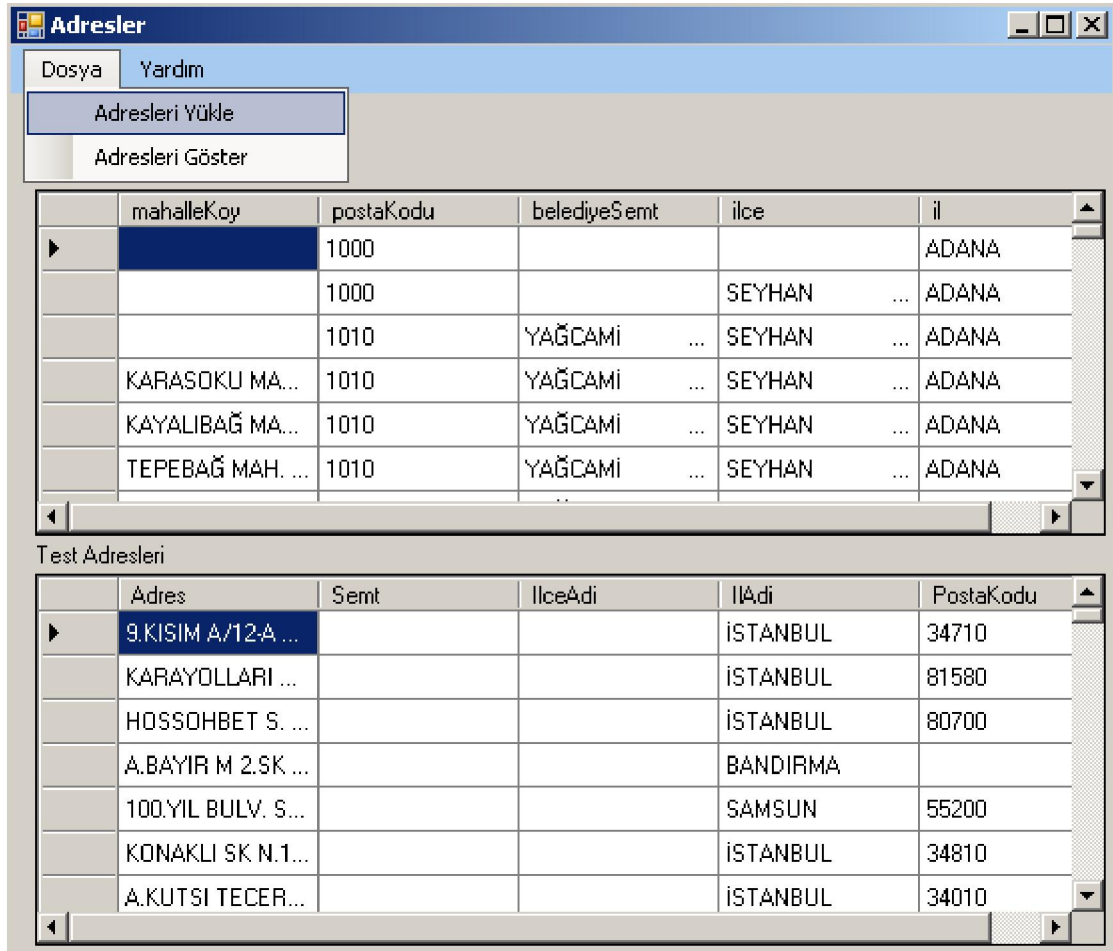 Adresler
Dosya Yardım
Adresleri Yükle
Adresleri Göster
mahalleKoy postaKodu belediyeSemt ilce il
1000 ADANA
1000 SEYHAN ... ADANA
1010 YAĞCAMİ ... SEYHAN ... ADANA
KARASOKU MA... 1010 YAĞCAMİ ... SEYHAN ... ADANA
KAYALIBAĞ MA... 1010 YAĞCAMİ ... SEYHAN ... ADANA
TEPEBAĞ MAH. ... 1010 YAĞCAMİ ... SEYHAN ... ADANA
Test Adresleri
Adres Semt IlceAdi IlAdi PostaKodu
9.KISIM A/12-A ... İSTANBUL 34710
KARAYOLLARI ... İSTANBUL 81580
HOSSOHBET S. ... İSTANBUL 80700
A.BAYIR M 2.SK ... BANDIRMA
100.YIL BULV. S... SAMSUN 55200
KONAKLI SK N.1... İSTANBUL 34810
A.KUTSI TECER... İSTANBUL 34010